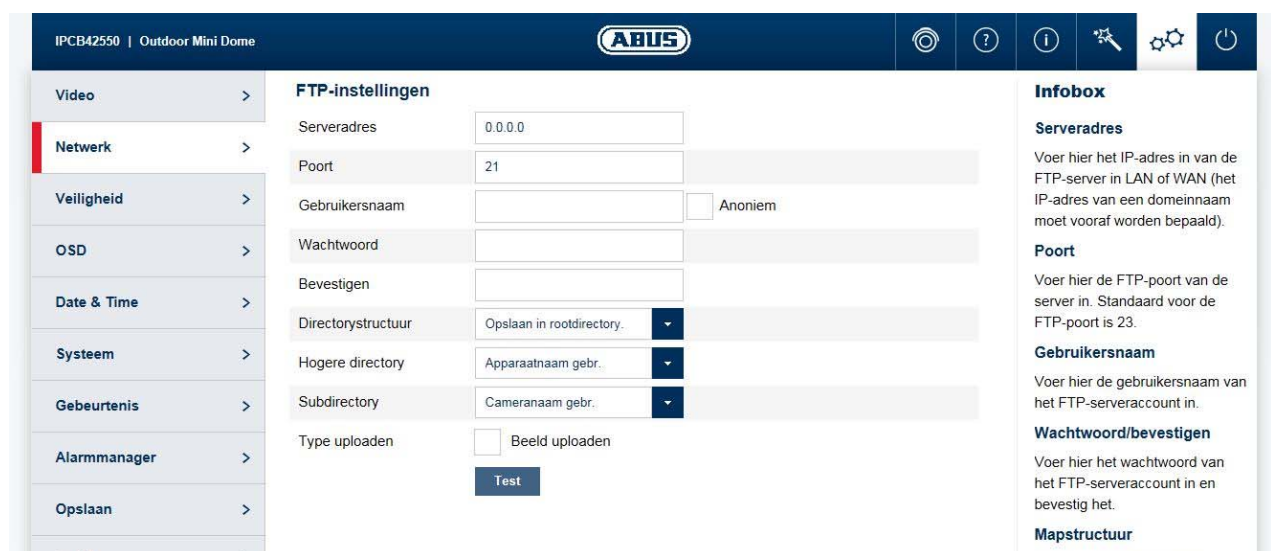 IPCB42550 | Outdoor Mini Dome
ABUS
?
i
Video
Netwerk
Veiligheid
OSD
Date & Time
Systeem
Gebeurtenis
Alarmmanager
Opslaan
FTP-instellingen
Serveradres 0.0.0.0
Poort 21
Gebruikersnaam Anoniem
Wachtwoord
Bevestigen
Directorystructuur Opslaan in rootdirectory.
Hogere directory Apparaatnaam gebr.
Subdirectory Cameranaam gebr.
Type uploaden Beeld uploaden
Test
Infobox
Serveradres
Voer hier het IP-adres in van de
FTP-server in LAN of WAN (het
IP-adres van een domeinnaam
moet vooraf worden bepaald).
Poort
Voer hier de FTP-poort van de
server in. Standaard voor de
FTP-poort is 23.
Gebruikersnaam
Voer hier de gebruikersnaam van
het FTP-serveraccount in.
Wachtwoord/bevestigen
Voer hier het wachtwoord van
het FTP-serveraccount in en
bevestig het.
Mapstructuur